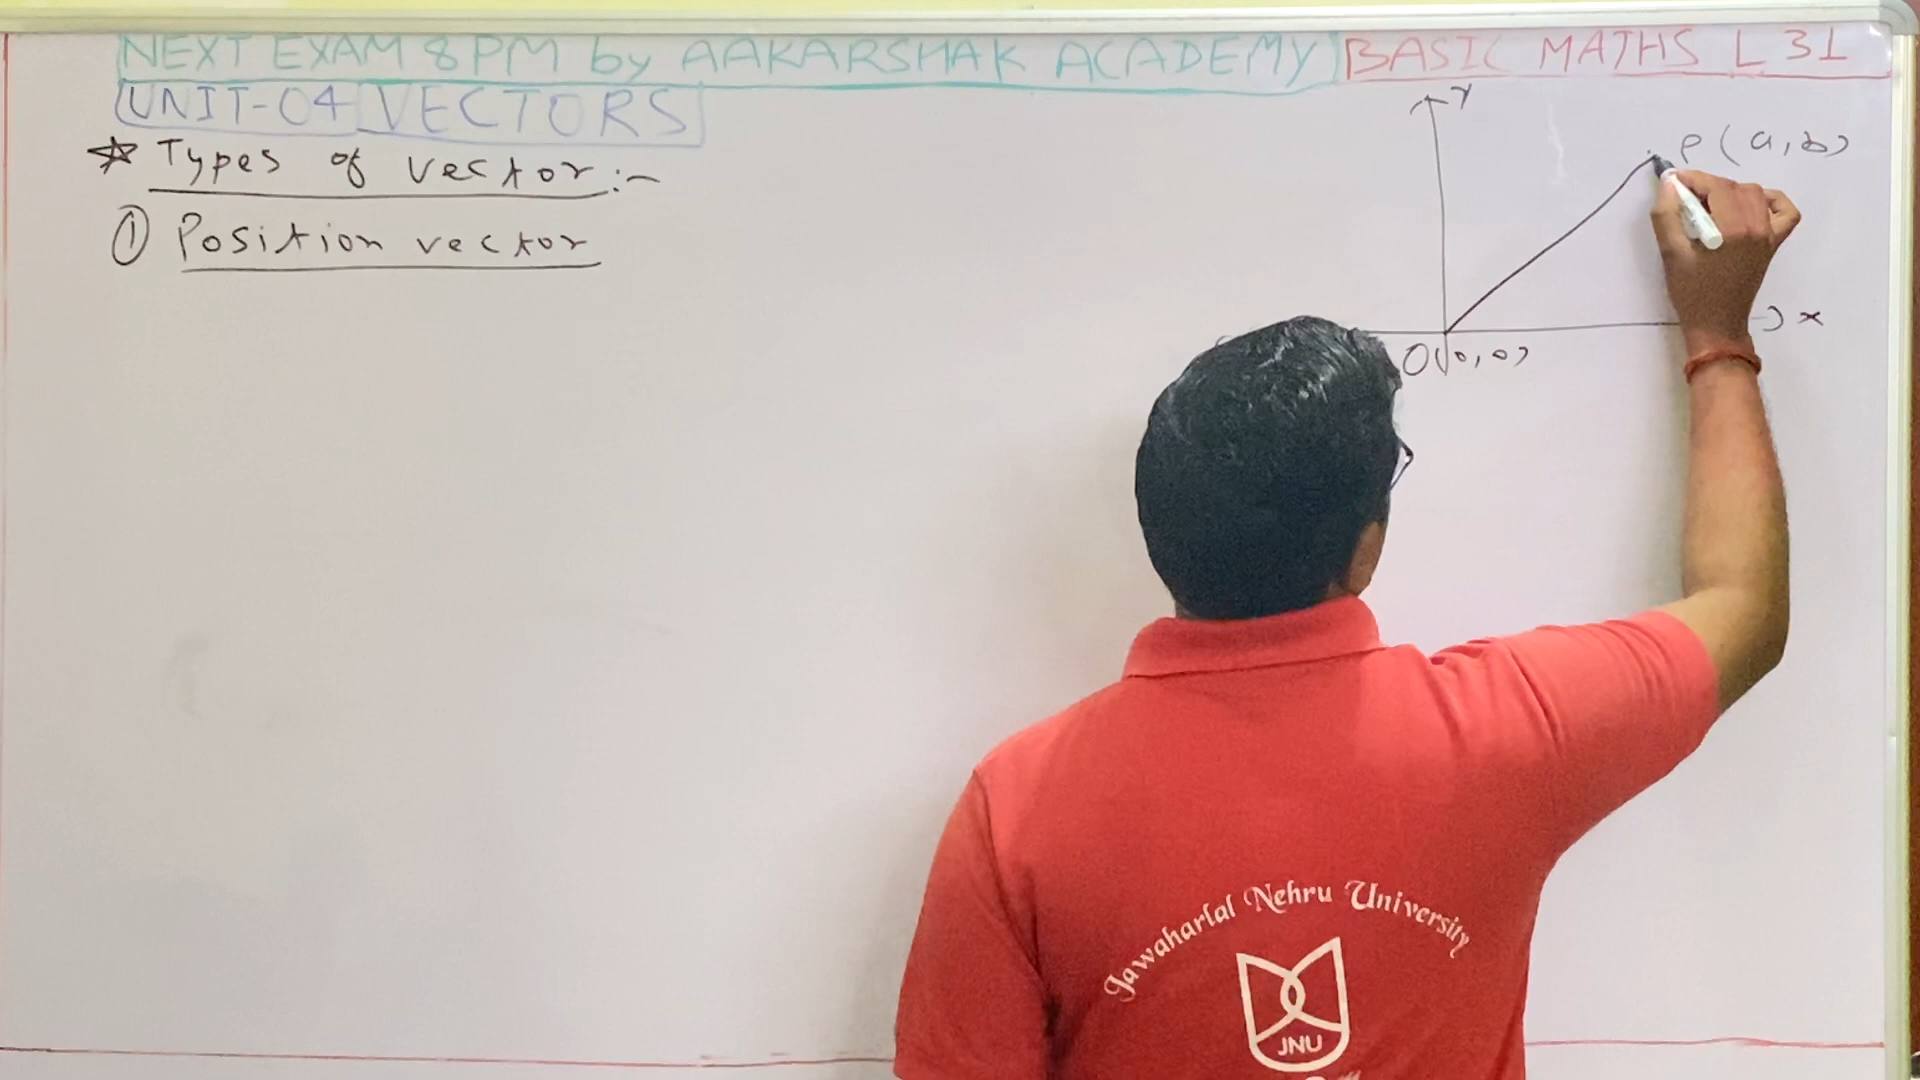 NEXT EXAM 8PM by AAKARSHAK ACADEMY BASIC MATHS L 31
UNIT-04 VECTORS
☆ Types of vector:-
① Position vector
Y
P(a,b)
x
O(0,0)
Jawaharlal Nehru University
JNU